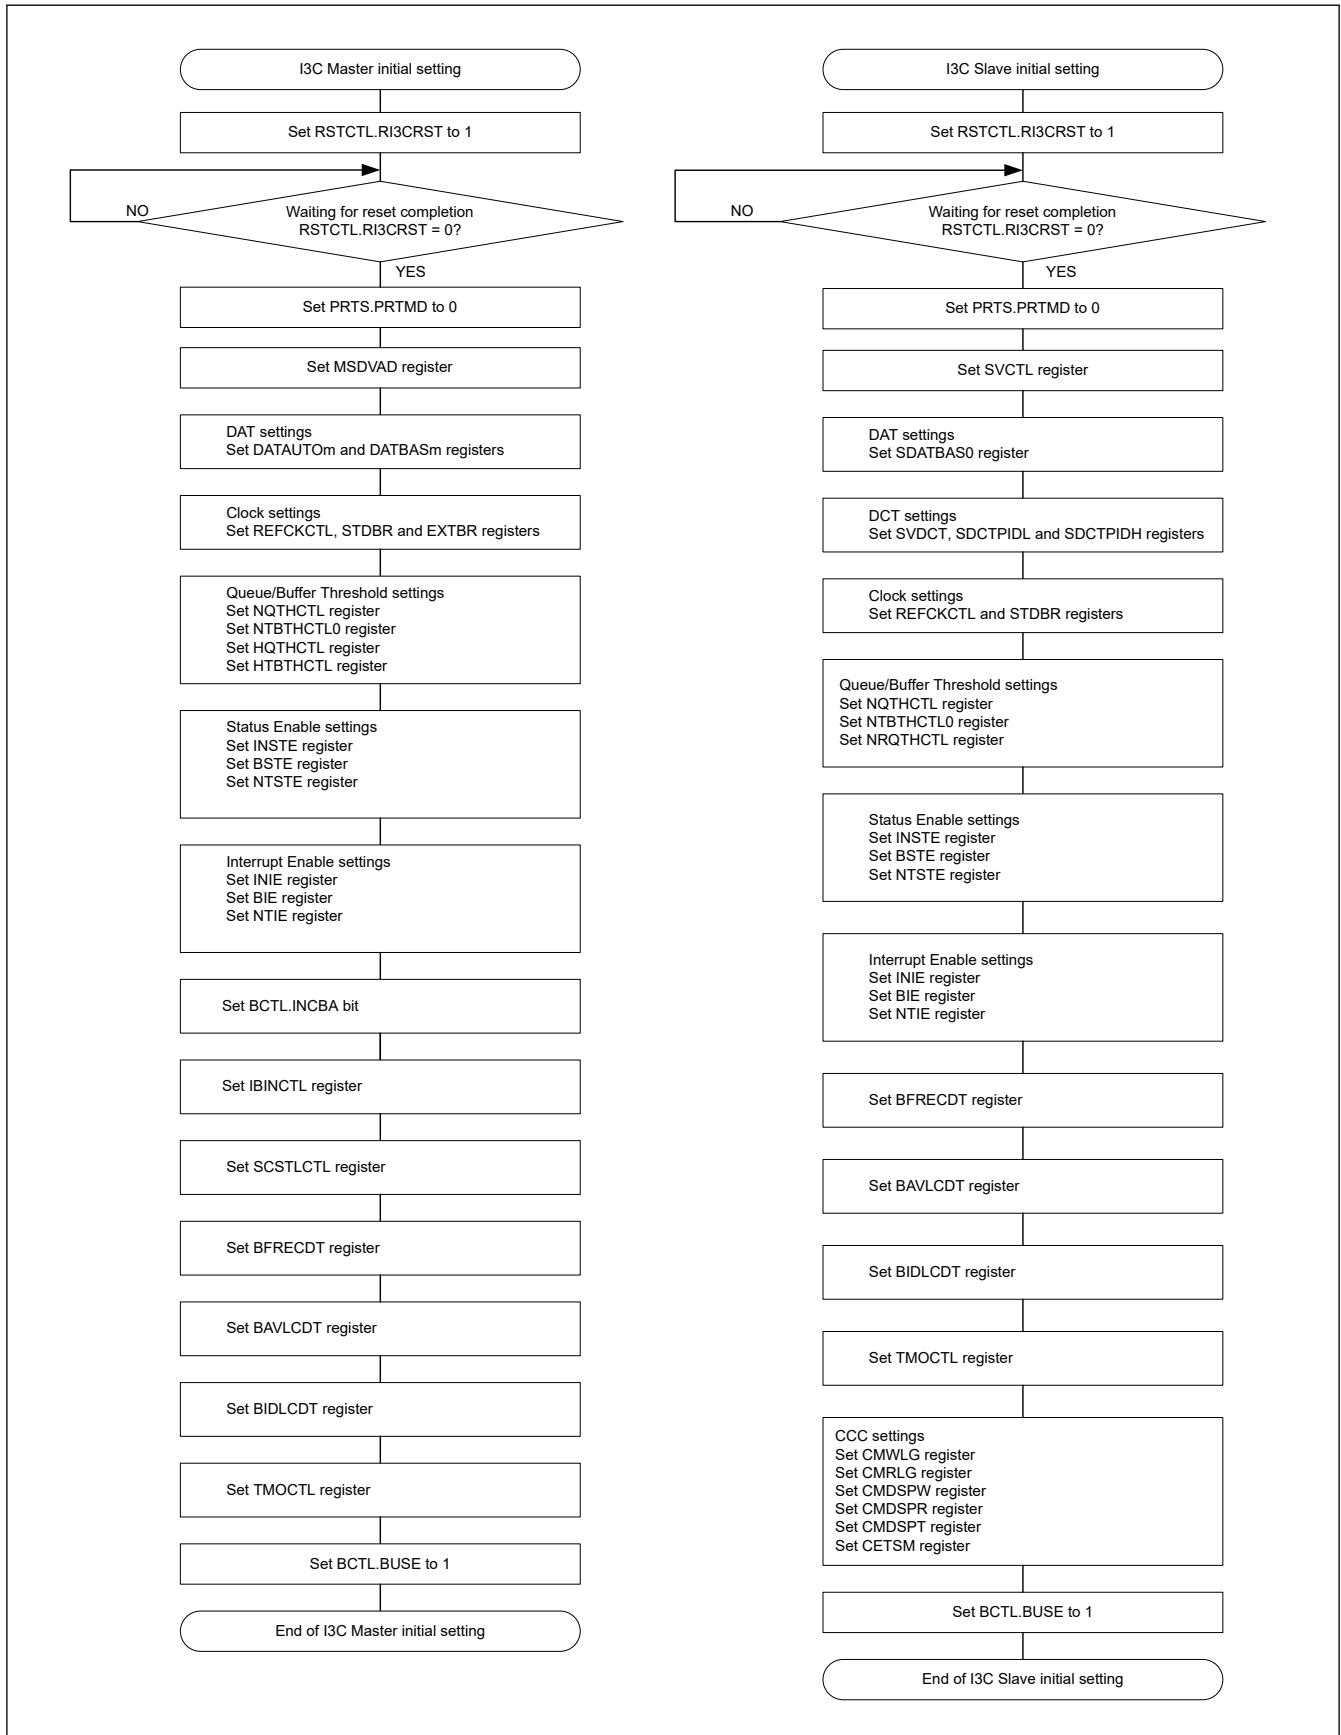 I3C Master initial setting
Set RSTCTL.RI3CRST to 1
NO
Waiting for reset completion
RSTCTL.RI3CRST = 0?
YES
Set PRTS.PRTMD to 0
Set MSDVAD register
DAT settings
Set DATAUTOm and DATBASm registers
Clock settings
Set REFCKCTL, STDBR and EXTBR registers
Queue/Buffer Threshold settings
Set NQTHCTL register
Set NTBTHCTL0 register
Set HQTHCTL register
Set HTBTHCTL register
Status Enable settings
Set INSTE register
Set BSTE register
Set NTSTE register
Interrupt Enable settings
Set INIE register
Set BIE register
Set NTIE register
Set BCTL.INCBA bit
Set IBINCTL register
Set SCSTLCTL register
Set BFRECDT register
Set BAVLCDT register
Set BIDLCDT register
Set TMOCTL register
Set BCTL.BUSE to 1
End of I3C Master initial setting
I3C Slave initial setting
Set RSTCTL.RI3CRST to 1
NO
Waiting for reset completion
RSTCTL.RI3CRST = 0?
YES
Set PRTS.PRTMD to 0
Set SVCTL register
DAT settings
Set SDATBAS0 register
DCT settings
Set SVDCT, SDCTPIDL and SDCTPIDH registers
Clock settings
Set REFCKCTL and STDBR registers
Queue/Buffer Threshold settings
Set NQTHCTL register
Set NTBTHCTL0 register
Set NRQTHCTL register
Status Enable settings
Set INSTE register
Set BSTE register
Set NTSTE register
Interrupt Enable settings
Set INIE register
Set BIE register
Set NTIE register
Set BFRECDT register
Set BAVLCDT register
Set BIDLCDT register
Set TMOCTL register
CCC settings
Set CMWLG register
Set CMRLG register
Set CMDSPW register
Set CMDSPR register
Set CMDSPT register
Set CETSM register
Set BCTL.BUSE to 1
End of I3C Slave initial setting